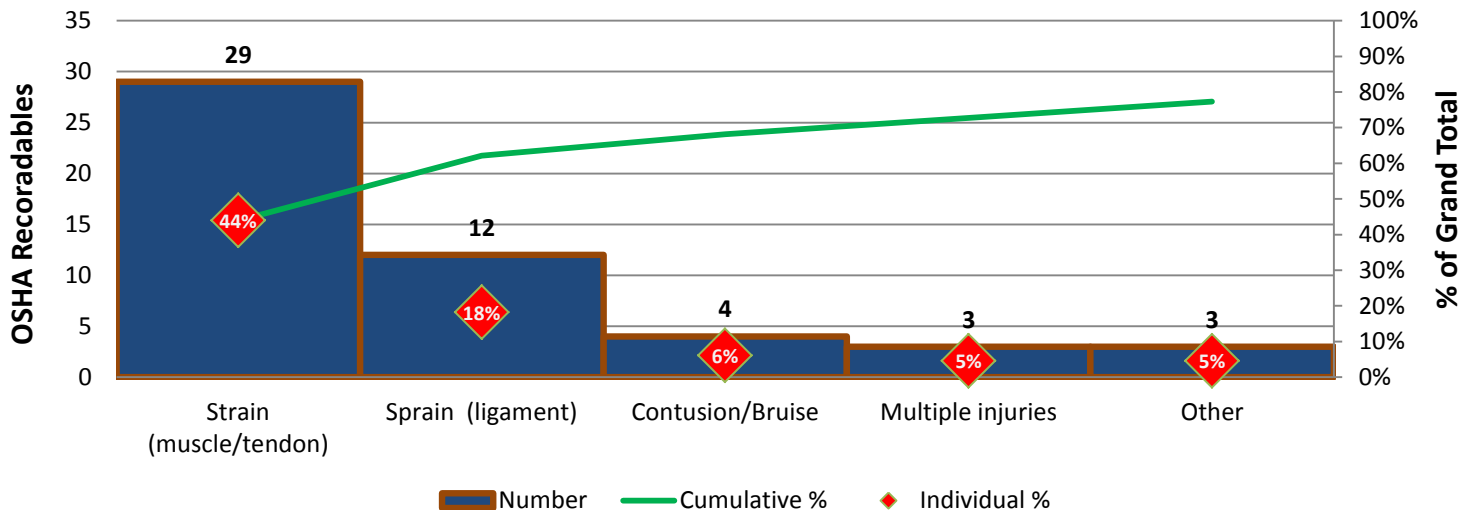 OSHA Recoradables
35
30
25
20
15
10
5
0
29
12
4
3
3
44%
18%
6%
5%
5%
100%
90%
80%
70%
60%
50%
40%
30%
20%
10%
0%
% of Grand Total
Strain
(muscle/tendon)
Sprain (ligament)
Contusion/Bruise
Multiple injuries
Other
Number
Cumulative %
Individual %